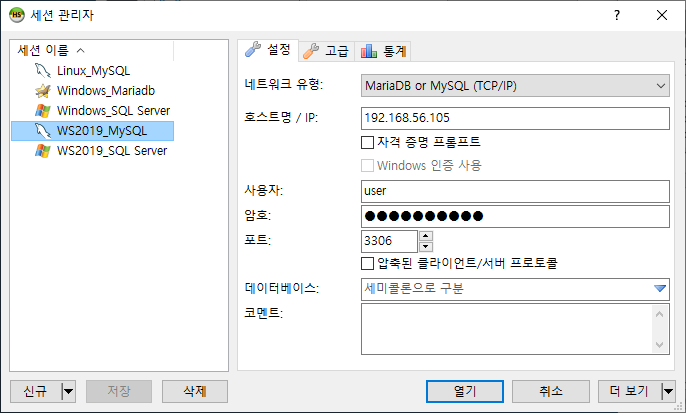 HS 세션 관리자
세션 이름
Linux_MySQL
Windows_Mariadb
Windows_SQL Server
WS2019_MySQL
WS2019_SQL Server
설정 고급 통계
네트워크 유형: MariaDB or MySQL (TCP/IP)
호스트명 / IP: 192.168.56.105
자격 증명 프롬프트
Windows 인증 사용
사용자: user
암호: ●●●●●●●●●●
포트: 3306
압축된 클라이언트/서버 프로토콜
데이터베이스: 세미콜론으로 구분
코멘트:
신규 저장 삭제 열기 취소 더 보기